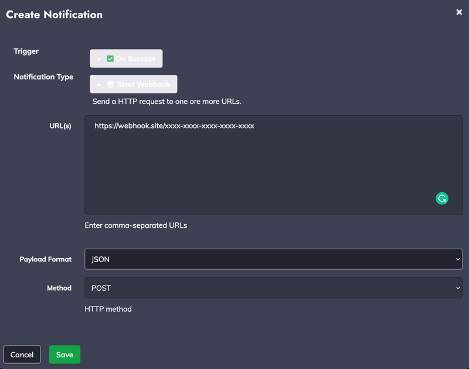 Create Notification
Trigger
On Success
Notification Type
Send Webhook
Send a HTTP request to one ore more URLs.
URL(s)
https://webhook.site/xxxx-xxxx-xxxx-xxxx-xxxx
Enter comma-separated URLs
Payload Format
JSON
Method
POST
HTTP method
Cancel
Save